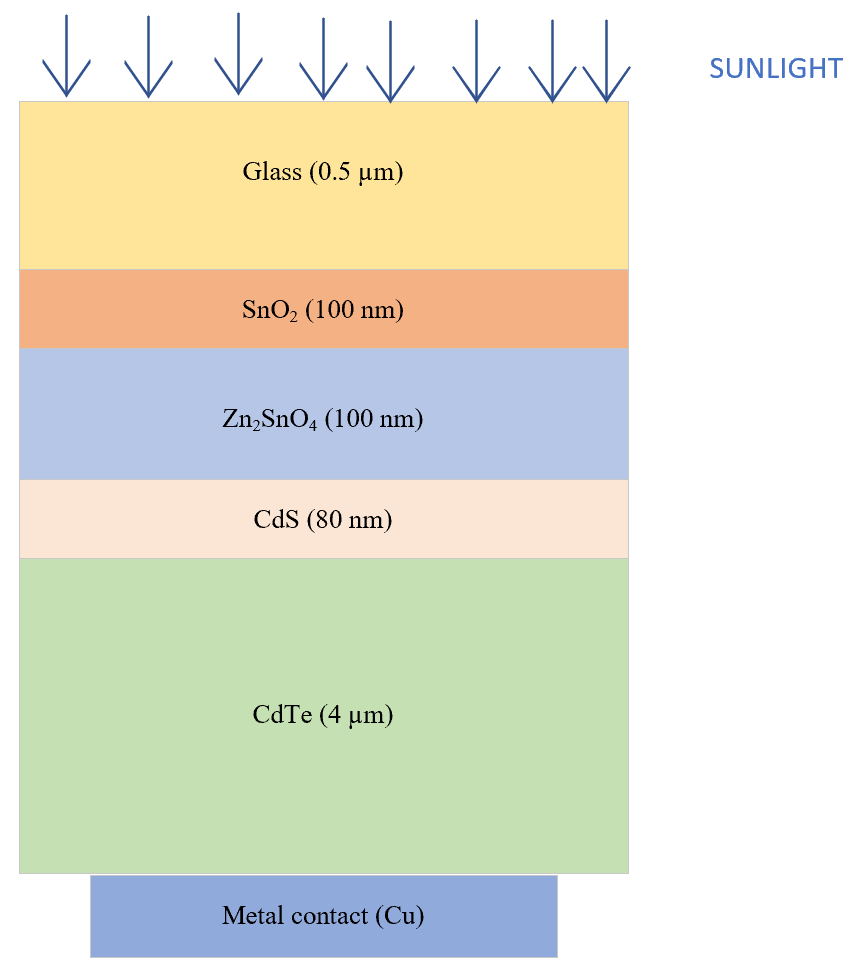 SUNLIGHT
Glass (0.5 µm)
SnO₂ (100 nm)
Zn₂SnO₄ (100 nm)
CdS (80 nm)
CdTe (4 µm)
Metal contact (Cu)